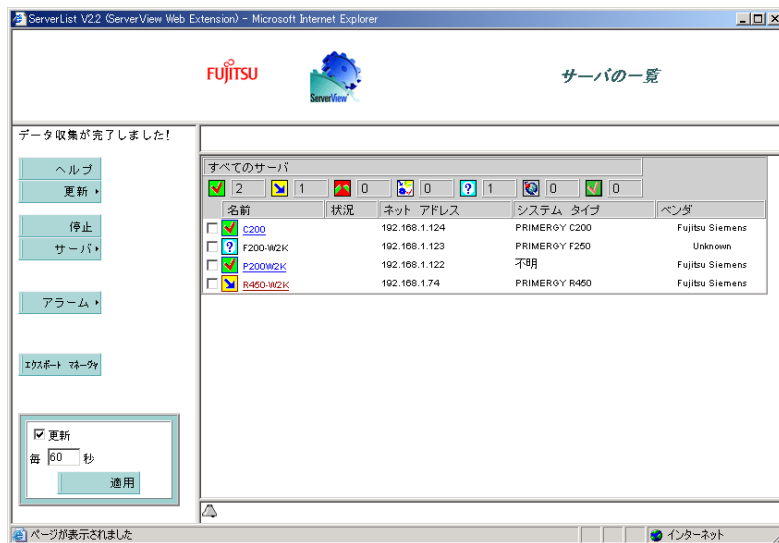 ServerList V2.2 (ServerView Web Extension) - Microsoft Internet Explorer
FUJITSU
ServerView
サーバの一覧
データ収集が完了しました!
ヘルプ
更新
停止
サーバ
アラーム
エクスポート マネージャ
更新
毎 60 秒
適用
すべてのサーバ
2 1 0 0 ? 1 0 0
名前 状況 ネット アドレス システム タイプ ベンダ
C200 192.168.1.124 PRIMERGY C200 Fujitsu Siemens
? F200-W2K 192.168.1.123 PRIMERGY F250 Unknown
P200W2K 192.168.1.122 不明 Fujitsu Siemens
R450-W2K 192.168.1.74 PRIMERGY R450 Fujitsu Siemens
ページが表示されました
インターネット